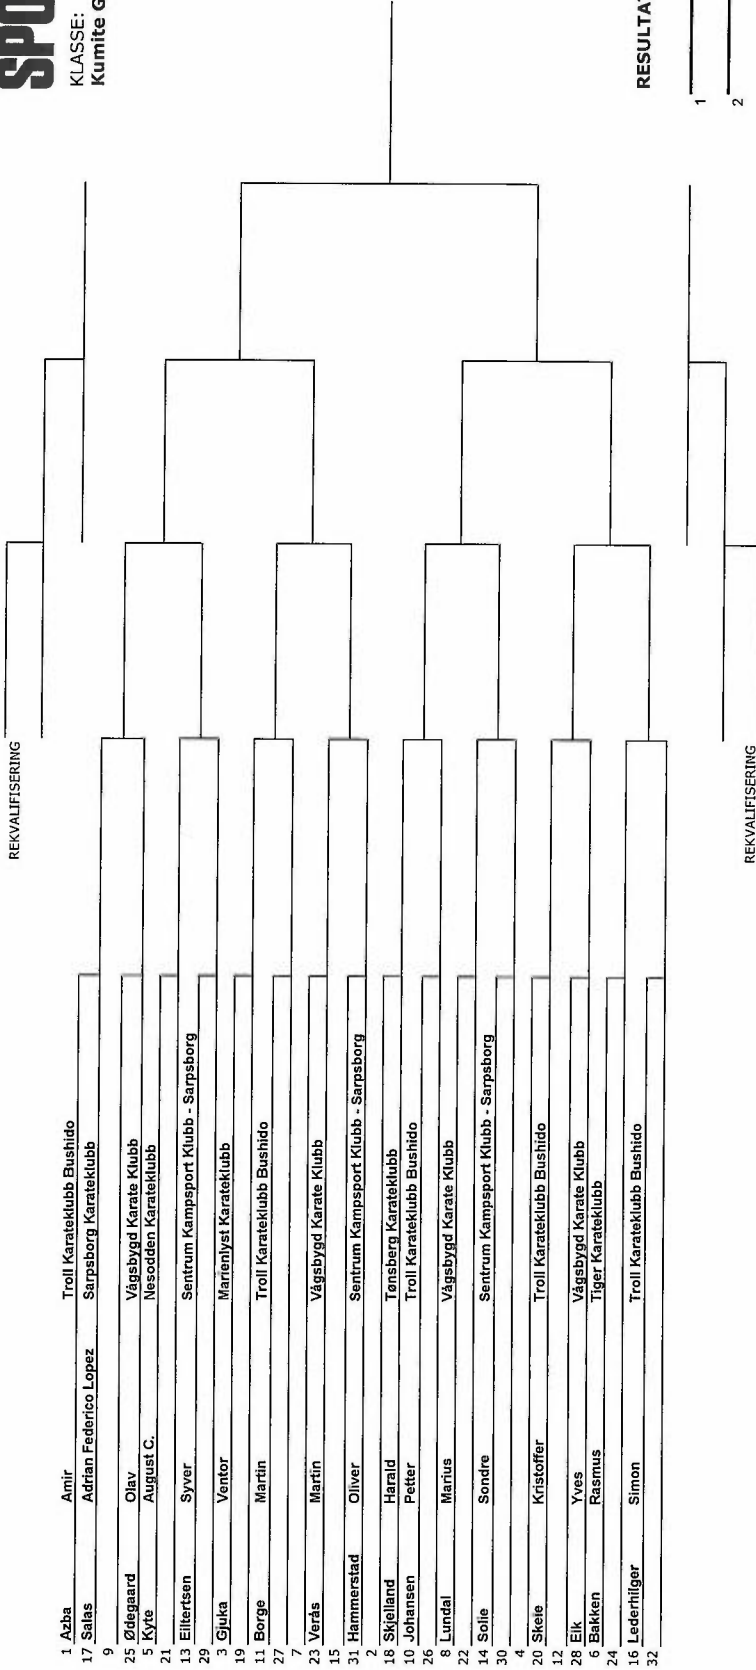 SPO
KLASSE:
Kumite G
REKVALIFISERING
1 Azba Amir Troll Karateklubb Bushido
17 Salas Adrian Federico Lopez Sarpsborg Karateklubb
9
25 Ødegaard Olav Vågsbygd Karate Klubb
5 Kyte August C. Nesodden Karateklubb
21
13 Eiltertsen Syver Sentrum Kampsport Klubb - Sarpsborg
29
3 Gjuka Ventor Marienlyst Karateklubb
19
11 Borge Martin Troll Karateklubb Bushido
27
7
23 Verås Martin Vågsbygd Karate Klubb
15
31 Hammerstad Oliver Sentrum Kampsport Klubb - Sarpsborg
2
18 Skjelland Harald Tønsberg Karateklubb
10 Johansen Petter Troll Karateklubb Bushido
26
8 Lundal Marius Vågsbygd Karate Klubb
22
14 Solie Sondre Sentrum Kampsport Klubb - Sarpsborg
30
4
20 Skeie Kristoffer Troll Karateklubb Bushido
12
28 Eik Yves Vågsbygd Karate Klubb
6 Bakken Rasmus Tiger Karateklubb
24
16 Lederhilger Simon Troll Karateklubb Bushido
32
REKVALIFISERING
RESULTA
1
2